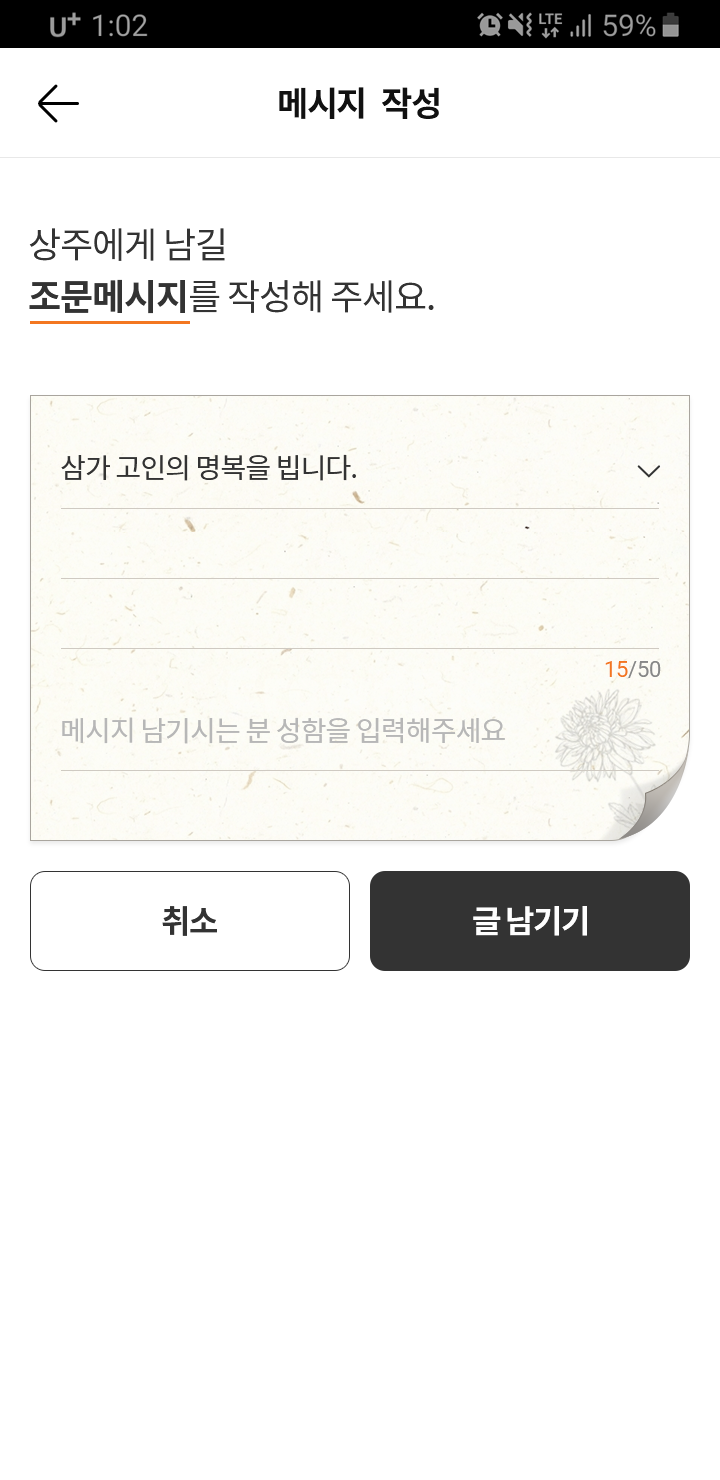 U+ 1:02 LTE 59%
메시지 작성
상주에게 남길
조문메시지를 작성해 주세요.
삼가 고인의 명복을 빕니다.
15/50
메시지 남기시는 분 성함을 입력해주세요
취소 글 남기기